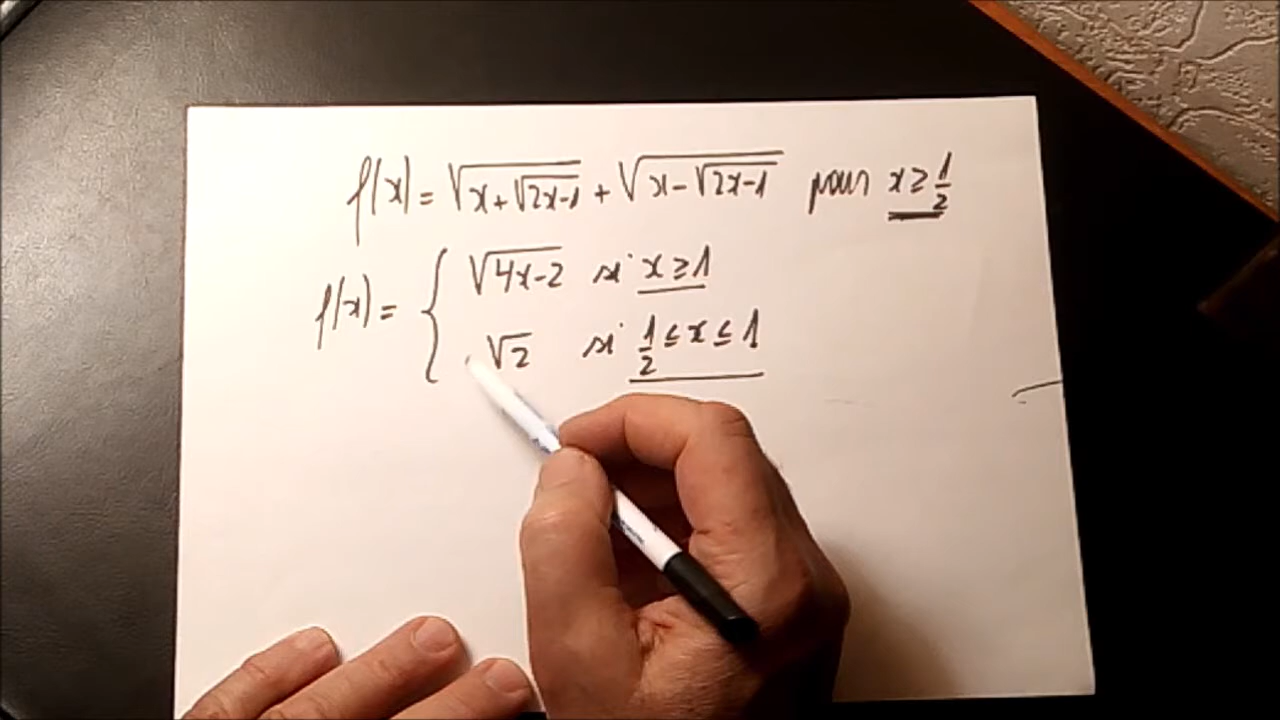 f(x) = √(x+√(2x-1)) + √(x-√(2x-1)) pour x ≥ 1/2
f(x) = { √(4x-2) si x ≥ 1
√2 si 1/2 ≤ x ≤ 1